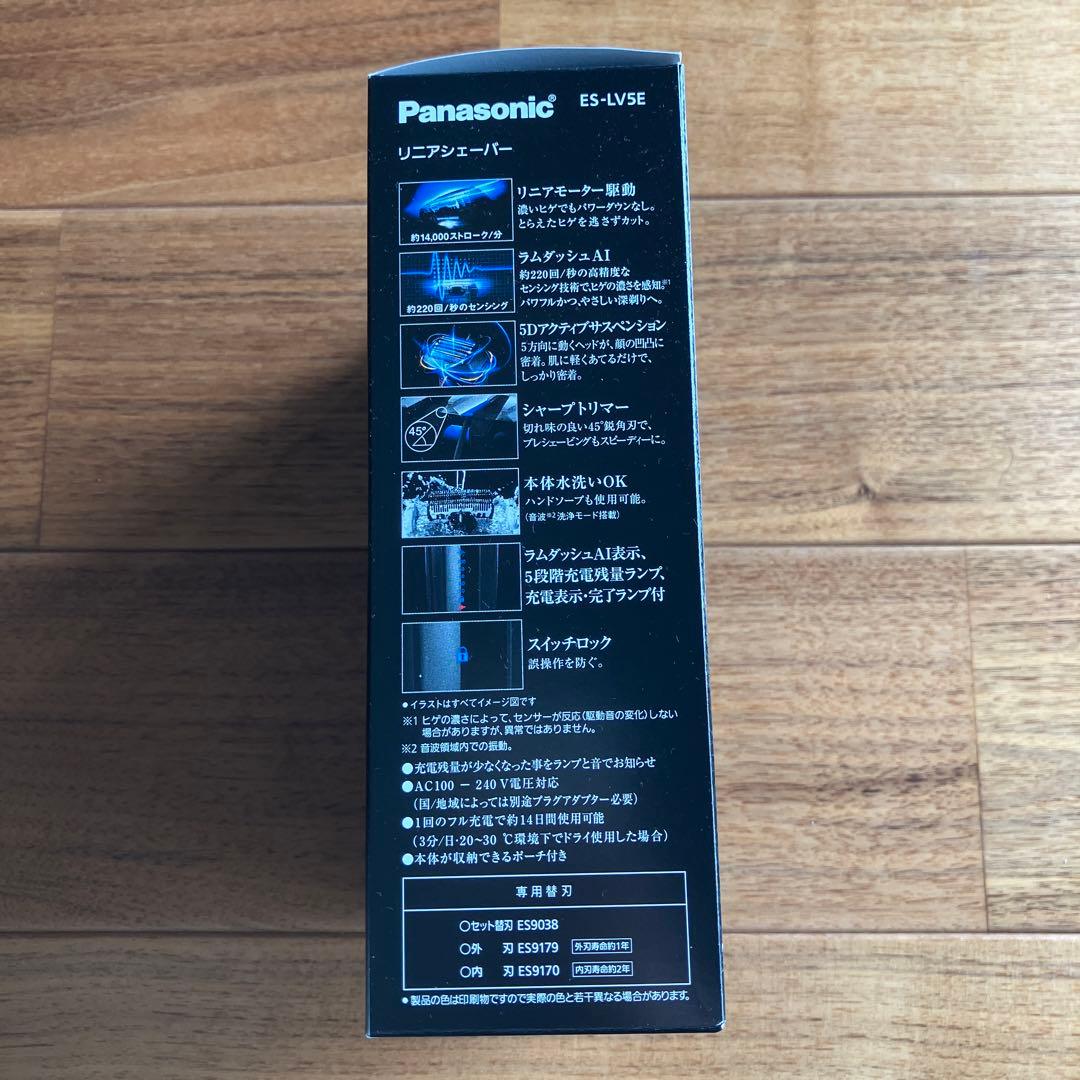 Panasonic® ES-LV5E
リニアシェーバー
約14,000ストローク/分
リニアモーター駆動
濃いヒゲでもパワーダウンなし。
とらえたヒゲを逃さずカット。
約220回/秒のセンシング
ラムダッシュAI
約220回/秒の高精度な
センシング技術で、ヒゲの濃さを感知。※1
パワフルかつ、やさしい深剃りへ。
5Dアクティブサスペンション
5方向に動くヘッドが、顔の凹凸に
密着。肌に軽くあてるだけで、
しっかり密着。
45°
シャープトリマー
切れ味の良い45°鋭角刃で、
プレシェービングもスピーディーに。
本体水洗いOK
ハンドソープも使用可能。
(音波※2洗浄モード搭載)
ラムダッシュAI表示、
5段階充電残量ランプ、
充電表示・完了ランプ付
スイッチロック
誤操作を防ぐ。
●イラストはすべてイメージ図です
※1 ヒゲの濃さによって、センサーが反応(駆動音の変化)しない
場合がありますが、異常ではありません。
※2 音波領域内での振動。
●充電残量が少なくなった事をランプと音でお知らせ
●AC100 － 240V電圧対応
(国/地域によっては別途プラグアダプター必要)
●1回のフル充電で約14日間使用可能
(3分/日・20~30 ℃環境下でドライ使用した場合)
●本体が収納できるポーチ付き
専用替刃
○セット替刃 ES9038
○外 刃 ES9179 外刃寿命約1年
○内 刃 ES9170 内刃寿命約2年
●製品の色は印刷物ですので実際の色と若干異なる場合があります。